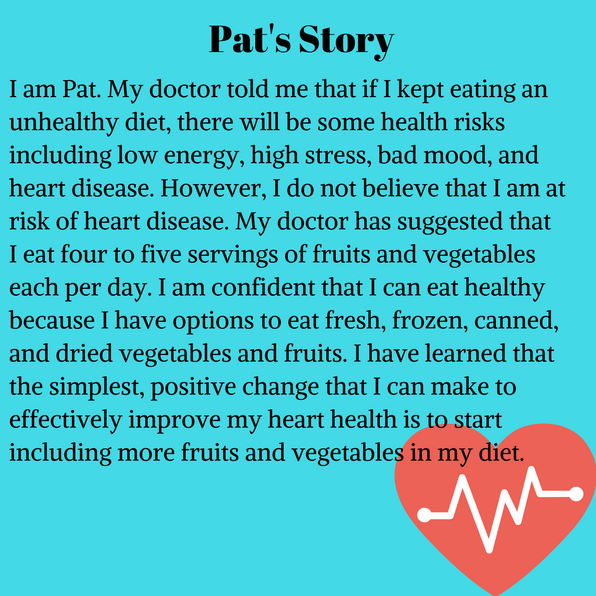 Pat's Story
I am Pat. My doctor told me that if I kept eating an
unhealthy diet, there will be some health risks
including low energy, high stress, bad mood, and
heart disease. However, I do not believe that I am at
risk of heart disease. My doctor has suggested that
I eat four to five servings of fruits and vegetables
each per day. I am confident that I can eat healthy
because I have options to eat fresh, frozen, canned,
and dried vegetables and fruits. I have learned that
the simplest, positive change that I can make to
effectively improve my heart health is to start
including more fruits and vegetables in my diet.